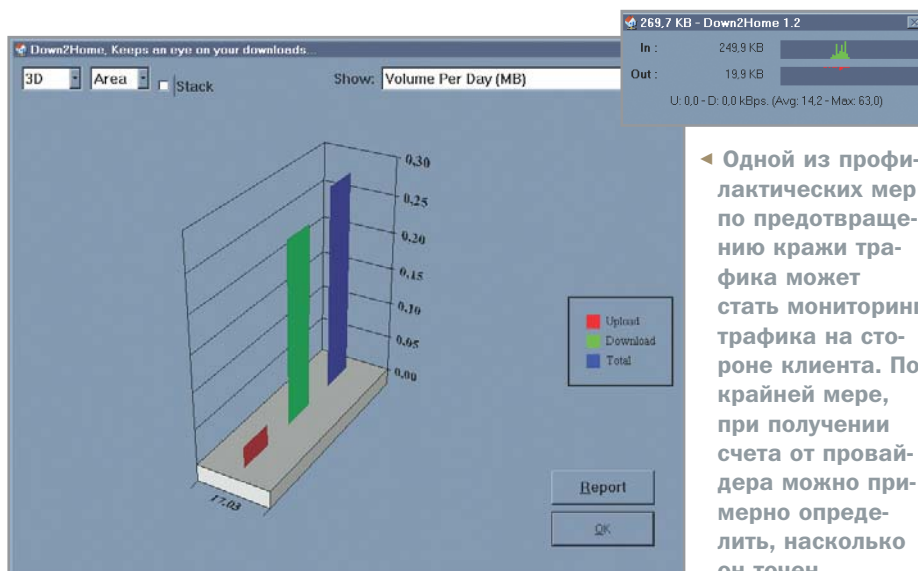 269,7 KB - Down2Home 1.2
In : 249,9 KB
Out : 19,9 KB
U: 0,0 - D: 0,0 kBps. (Avg: 14,2 - Max: 63,0)
Down2Home, Keeps an eye on your downloads...
3D Area Stack Show: Volume Per Day (MB)
0,30
0,25
0,20
0,15
0,10
0,05
0,00
17.03
Upload
Download
Total
Report
OK
Одной из профи-
лактических мер
по предотвраще-
нию кражи тра-
фика может
стать мониторинг
трафика на сто-
роне клиента. По
крайней мере,
при получении
счета от провай-
дера можно при-
мерно опреде-
лить, насколько
он точен